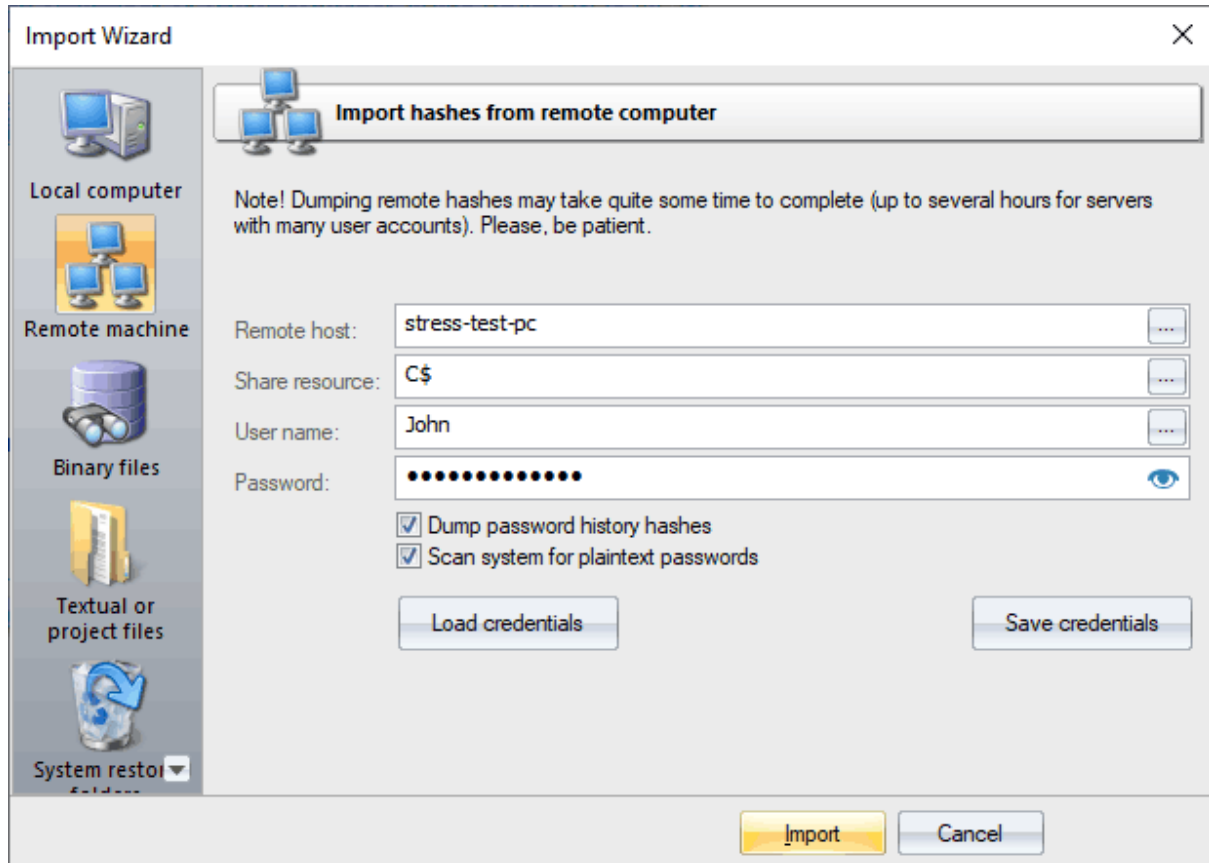 Import Wizard
Local computer
Remote machine
Binary files
Textual or
project files
System restor
Import hashes from remote computer
Note! Dumping remote hashes may take quite some time to complete (up to several hours for servers
with many user accounts). Please, be patient.
Remote host: stress-test-pc ...
Share resource: C$ ...
User name: John ...
Password: •••••••••••••
Dump password history hashes
Scan system for plaintext passwords
Load credentials Save credentials
Import Cancel